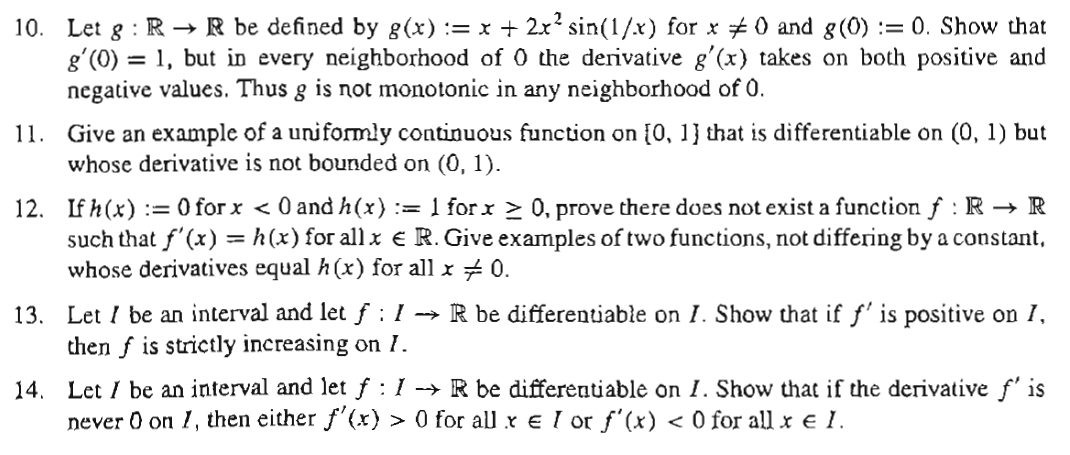 10. Let g : ℝ → ℝ be defined by g(x) := x + 2x² sin(1/x) for x ≠ 0 and g(0) := 0. Show that
g′(0) = 1, but in every neighborhood of 0 the derivative g′(x) takes on both positive and
negative values. Thus g is not monotonic in any neighborhood of 0.
11. Give an example of a uniformly continuous function on [0, 1] that is differentiable on (0, 1) but
whose derivative is not bounded on (0, 1).
12. If h(x) := 0 for x < 0 and h(x) := 1 for x ≥ 0, prove there does not exist a function f : ℝ → ℝ
such that f′(x) = h(x) for all x ∈ ℝ. Give examples of two functions, not differing by a constant,
whose derivatives equal h(x) for all x ≠ 0.
13. Let I be an interval and let f : I → ℝ be differentiable on I. Show that if f′ is positive on I,
then f is strictly increasing on I.
14. Let I be an interval and let f : I → ℝ be differentiable on I. Show that if the derivative f′ is
never 0 on I, then either f′(x) > 0 for all x ∈ I or f′(x) < 0 for all x ∈ I.